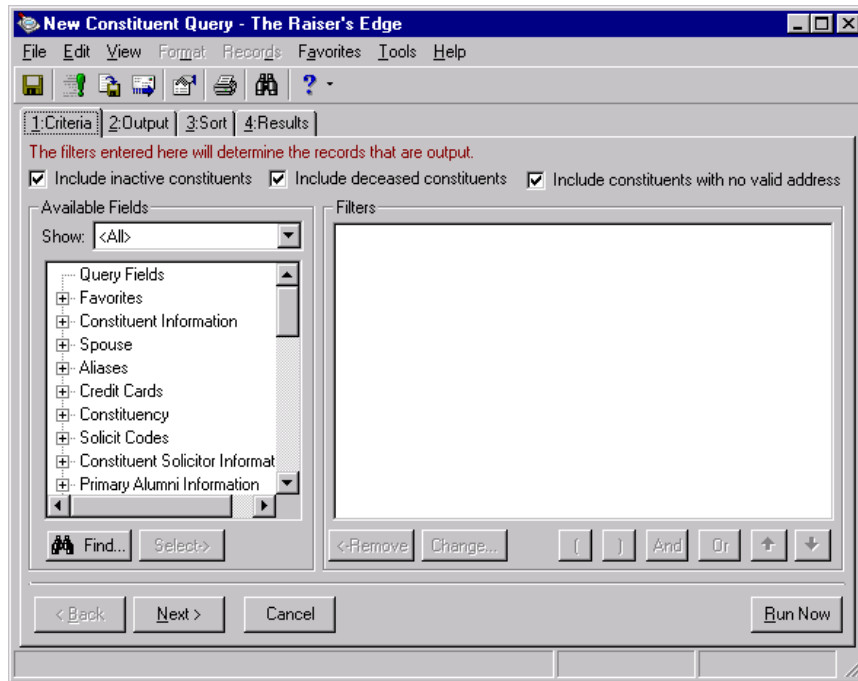 New Constituent Query - The Raiser's Edge
File Edit View Format Records Favorites Tools Help
?
1:Criteria 2:Output 3:Sort 4:Results
The filters entered here will determine the records that are output.
Include inactive constituents Include deceased constituents Include constituents with no valid address
Available Fields
Show: <All>
Query Fields
Favorites
Constituent Information
Spouse
Aliases
Credit Cards
Constituency
Solicit Codes
Constituent Solicitor Informat
Primary Alumni Information
Find... Select->
Filters
<-Remove Change... ( ) And Or
< Back Next > Cancel Run Now